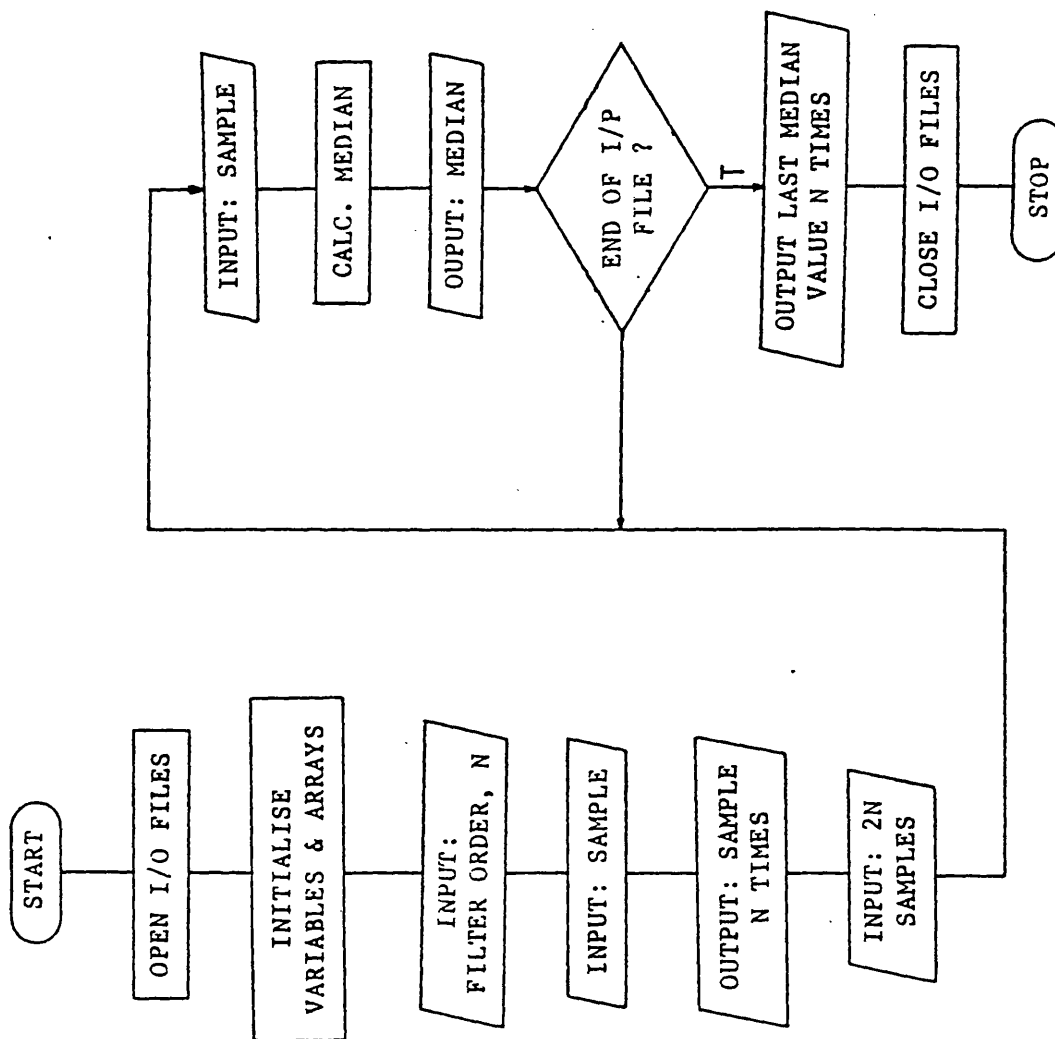 START
OPEN I/O FILES
INITIALISE
VARIABLES & ARRAYS
INPUT:
FILTER ORDER, N
INPUT: SAMPLE
OUTPUT: SAMPLE
N TIMES
INPUT: 2N
SAMPLES
INPUT: SAMPLE
CALC. MEDIAN
OUPUT: MEDIAN
END OF I/P
FILE ?
T
OUTPUT LAST MEDIAN
VALUE N TIMES
CLOSE I/O FILES
STOP